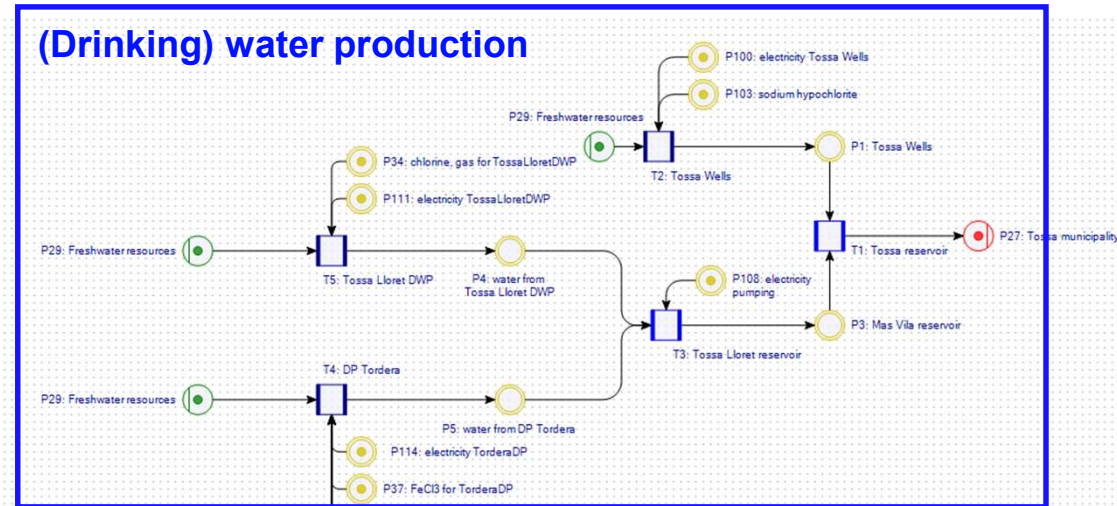 (Drinking) water production
P100: electricity Tossa Wells
P103: sodium hypochlorite
P29: Freshwater resources
P34: chlorine, gas for TossaLloretDWP
P1: Tossa Wells
T2: Tossa Wells
P111: electricity TossaLloretDWP
P29: Freshwater resources
P27: Tossa municipality
T1: Tossa reservoir
T5: Tossa Lloret DWP
P4: water from
Tossa Lloret DWP
P108: electricity
pumping
P3: Mas Vila reservoir
T3: Tossa Lloret reservoir
T4: DP Tordera
P29: Freshwater resources
P5: water from DP Tordera
P114: electricity TorderaDP
P37: FeCl3 for TorderaDP